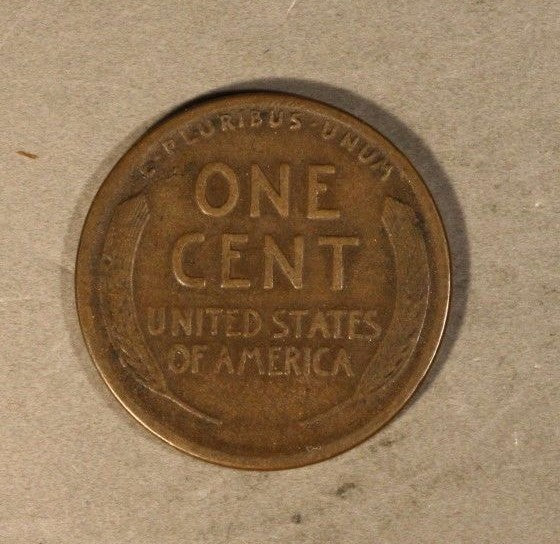 E·PLURIBUS·UNUM
ONE
CENT
UNITED STATES
OF AMERICA